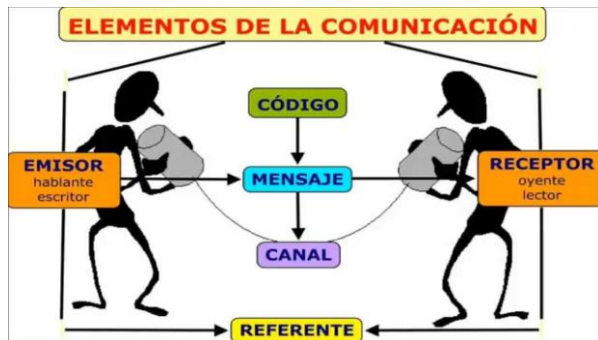 ELEMENTOS DE LA COMUNICACIÓN
CÓDIGO
EMISOR
hablante
escritor
MENSAJE
RECEPTOR
oyente
lector
CANAL
REFERENTE